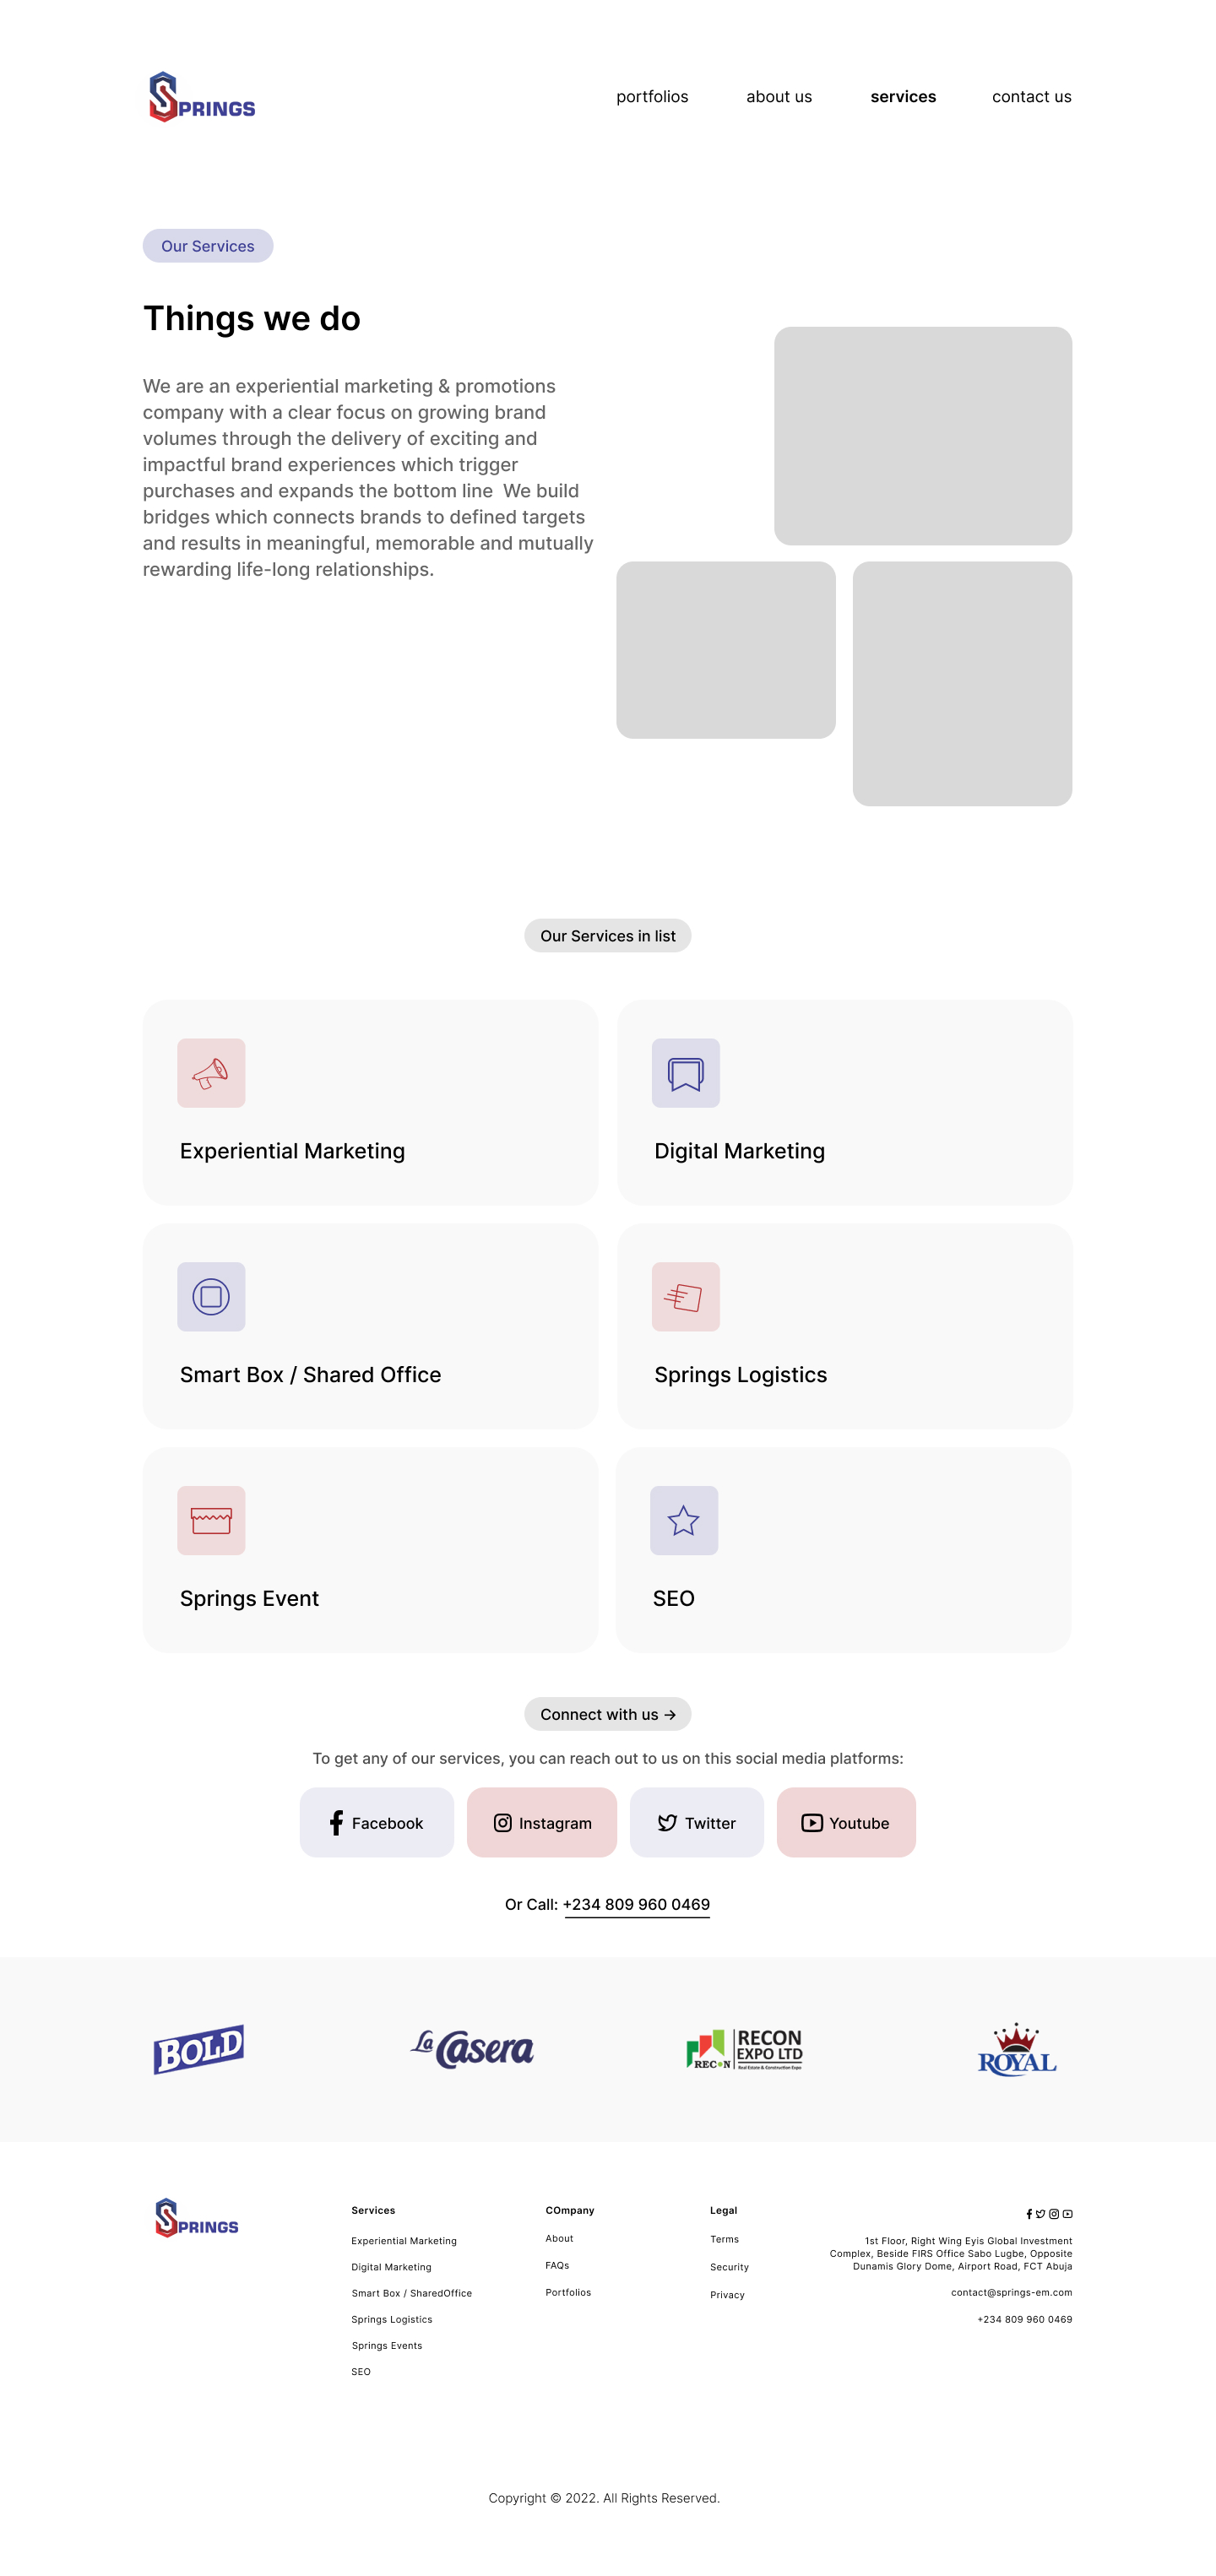 SPRINGS
portfolios about us services contact us
Our Services
Things we do
We are an experiential marketing & promotions
company with a clear focus on growing brand
volumes through the delivery of exciting and
impactful brand experiences which trigger
purchases and expands the bottom line  We build
bridges which connects brands to defined targets
and results in meaningful, memorable and mutually
rewarding life-long relationships.
Our Services in list
Experiential Marketing
Digital Marketing
Smart Box / Shared Office
Springs Logistics
Springs Event
SEO
Connect with us →
To get any of our services, you can reach out to us on this social media platforms:
Facebook
Instagram
Twitter
Youtube
Or Call: +234 809 960 0469
BOLD
La Casera
RECON
RECON
EXPO LTD
Real Estate & Construction Expo
ROYAL
SPRINGS
Services
Experiential Marketing
Digital Marketing
Smart Box / SharedOffice
Springs Logistics
Springs Events
SEO
COmpany
About
FAQs
Portfolios
Legal
Terms
Security
Privacy
1st Floor, Right Wing Eyis Global Investment
Complex, Beside FIRS Office Sabo Lugbe, Opposite
Dunamis Glory Dome, Airport Road, FCT Abuja
contact@springs-em.com
+234 809 960 0469
Copyright © 2022. All Rights Reserved.